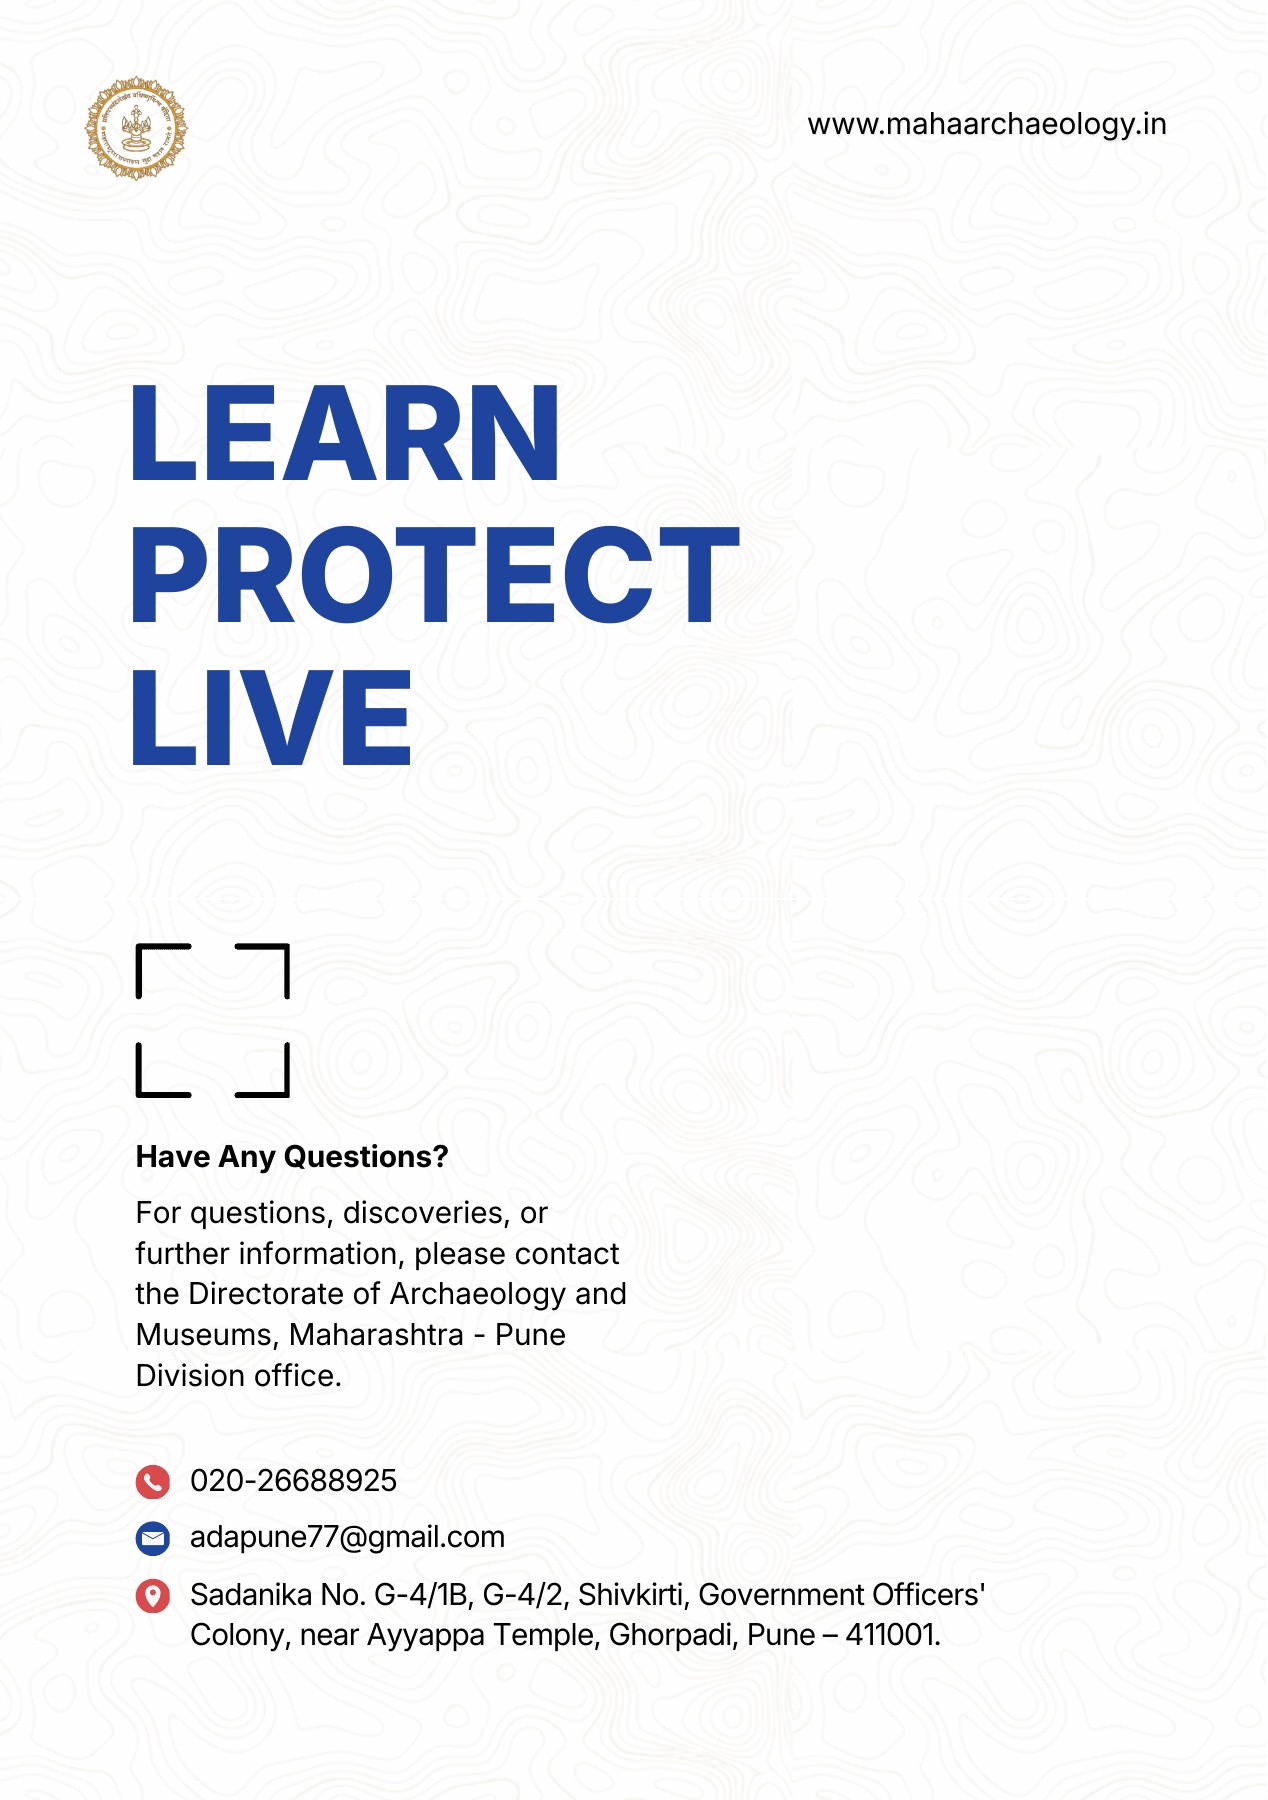 www.mahaarchaeology.in
LEARN
PROTECT
LIVE
Have Any Questions?
For questions, discoveries, or
further information, please contact
the Directorate of Archaeology and
Museums, Maharashtra - Pune
Division office.
020-26688925
adapune77@gmail.com
Sadanika No. G-4/1B, G-4/2, Shivkirti, Government Officers'
Colony, near Ayyappa Temple, Ghorpadi, Pune – 411001.